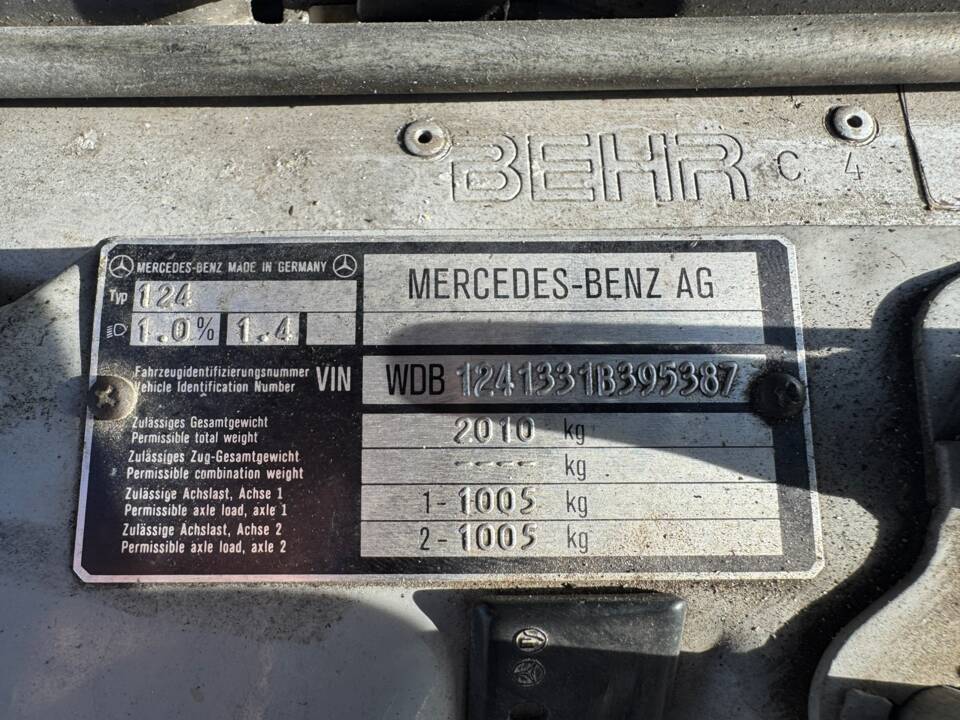 BEHR C 4
MERCEDES-BENZ MADE IN GERMANY
MERCEDES-BENZ AG
Typ 124
1.0% 1.4
Fahrzeugidentifizierungsnummer
Vehicle Identification Number VIN WDB 1241331B395387
Zulässiges Gesamtgewicht
Permissible total weight 2010 kg
Zulässiges Zug-Gesamtgewicht
Permissible combination weight ---- kg
Zulässige Achslast, Achse 1
Permissible axle load, axle 1 1-1005 kg
Zulässige Achslast, Achse 2
Permissible axle load, axle 2 2-1005 kg